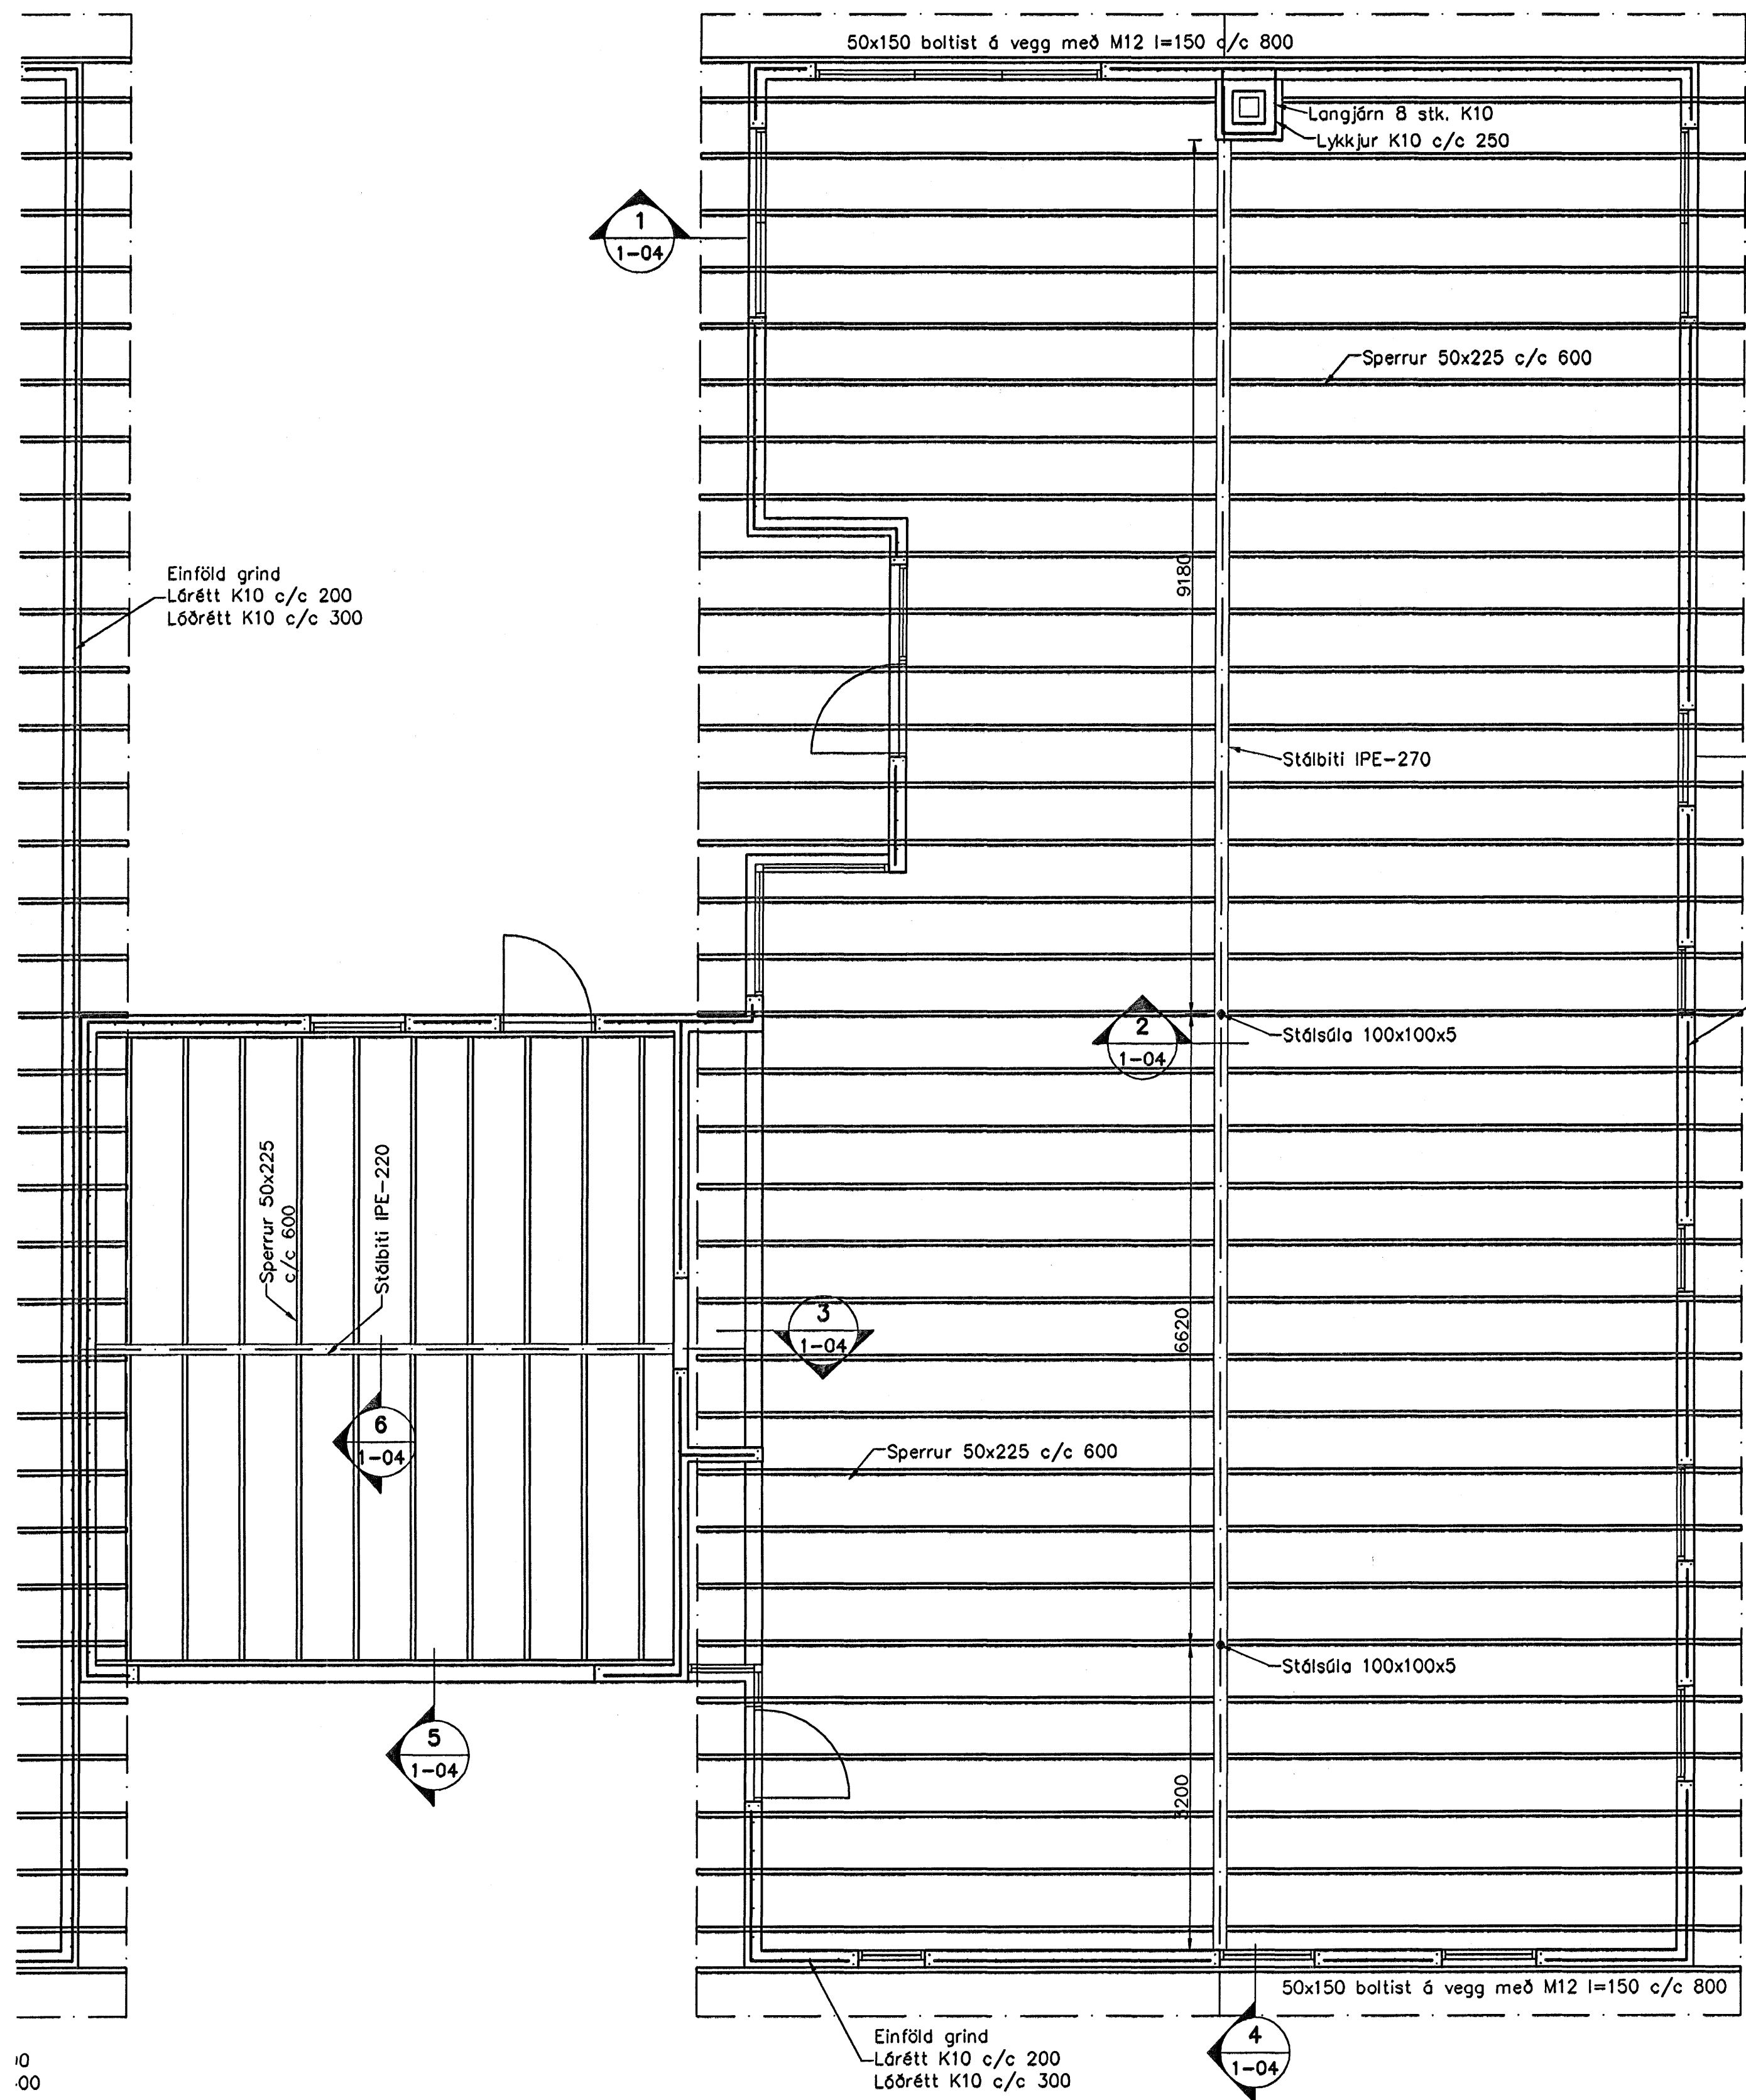 50x150 boltist á vegg með M12 l=150 c/c 800
Langjárn 8 stk. K10
Lykkjur K10 c/c 250
1
1-04
Sperrur 50x225 c/c 600
9180
Einföld grind
Lárétt K10 c/c 200
Lóðrétt K10 c/c 300
Stálbiti IPE-270
2
1-04
Stálsúla 100x100x5
Sperrur 50x225
c/c 600
Stálbiti IPE-220
3
1-04
6620
6
1-04
Sperrur 50x225 c/c 600
Stálsúla 100x100x5
5
1-04
3200
50x150 boltist á vegg með M12 l=150 c/c 800
Einföld grind
Lárétt K10 c/c 200
Lóðrétt K10 c/c 300
4
1-04
00